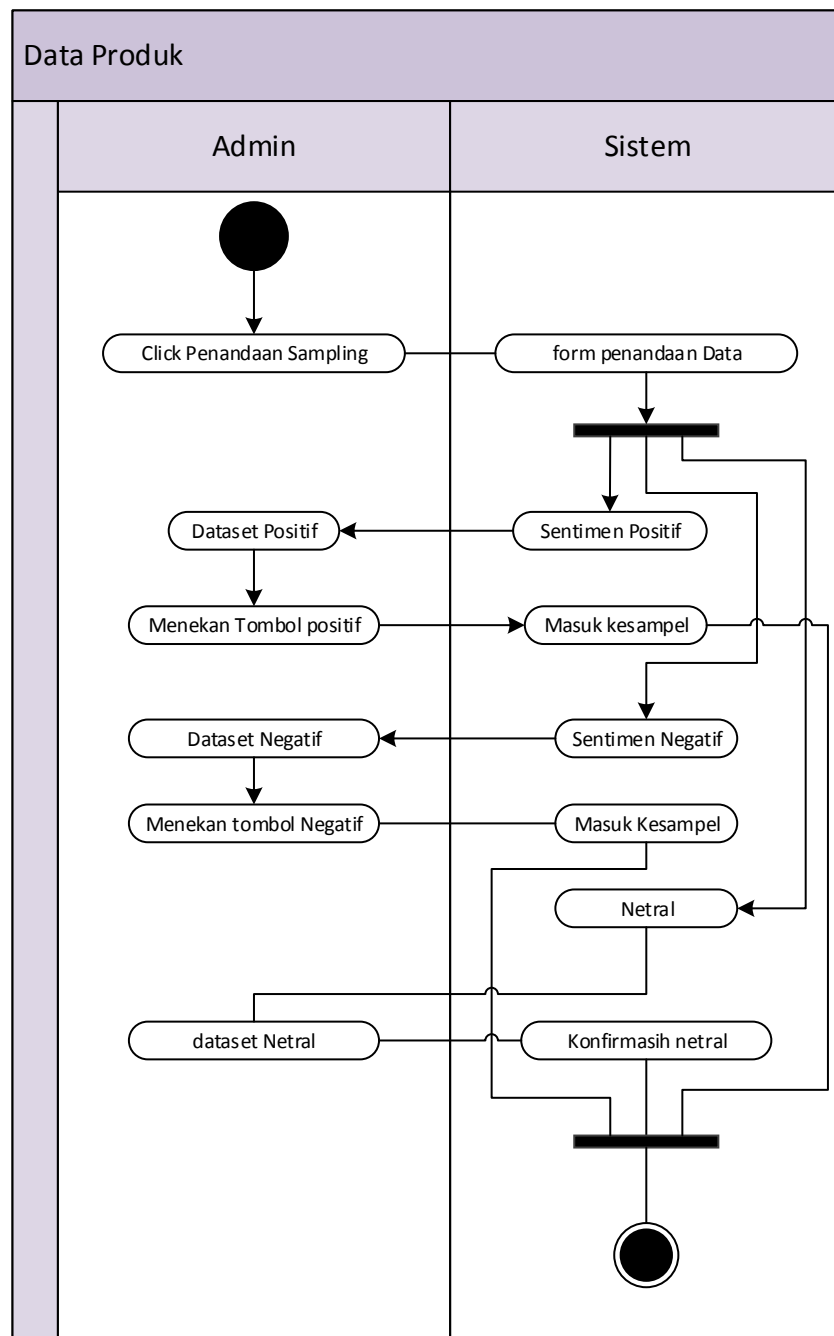 Data Produk
Admin
Sistem
Click Penandaan Sampling
form penandaan Data
Dataset Positif
Sentimen Positif
Menekan Tombol positif
Masuk kesampel
Dataset Negatif
Sentimen Negatif
Menekan tombol Negatif
Masuk Kesampel
Netral
dataset Netral
Konfirmasih netral